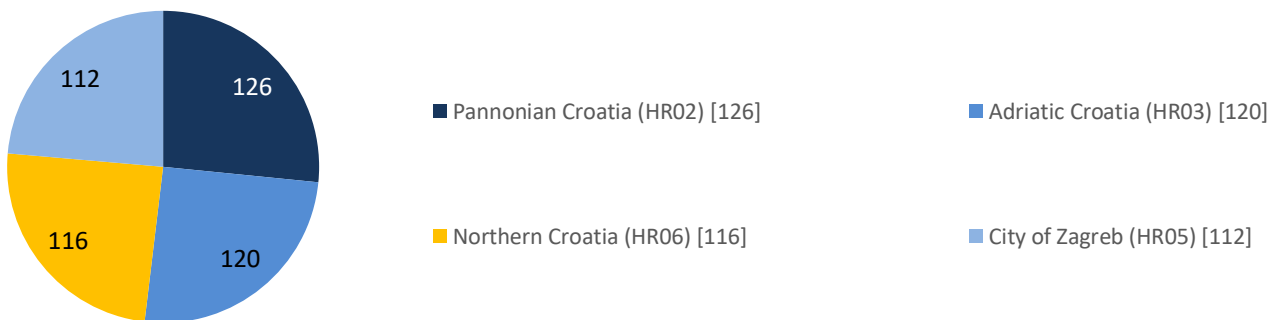 112
126
116
120
Pannonian Croatia (HR02) [126]
Adriatic Croatia (HR03) [120]
Northern Croatia (HR06) [116]
City of Zagreb (HR05) [112]